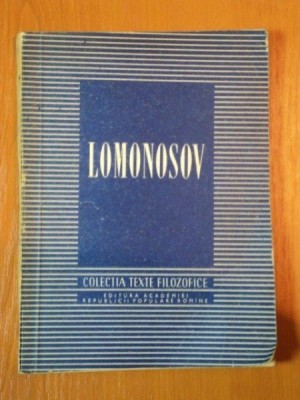 LOMONOSOV
COLECȚIA TEXTE FILOZOFICE
EDITURA ACADEMIEI
REPUBLICII POPULARE ROMÎNE